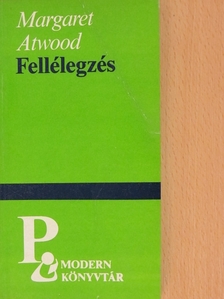 Margaret
Atwood
Fellélegzés
P
MODERN
KÖNYVTÁR